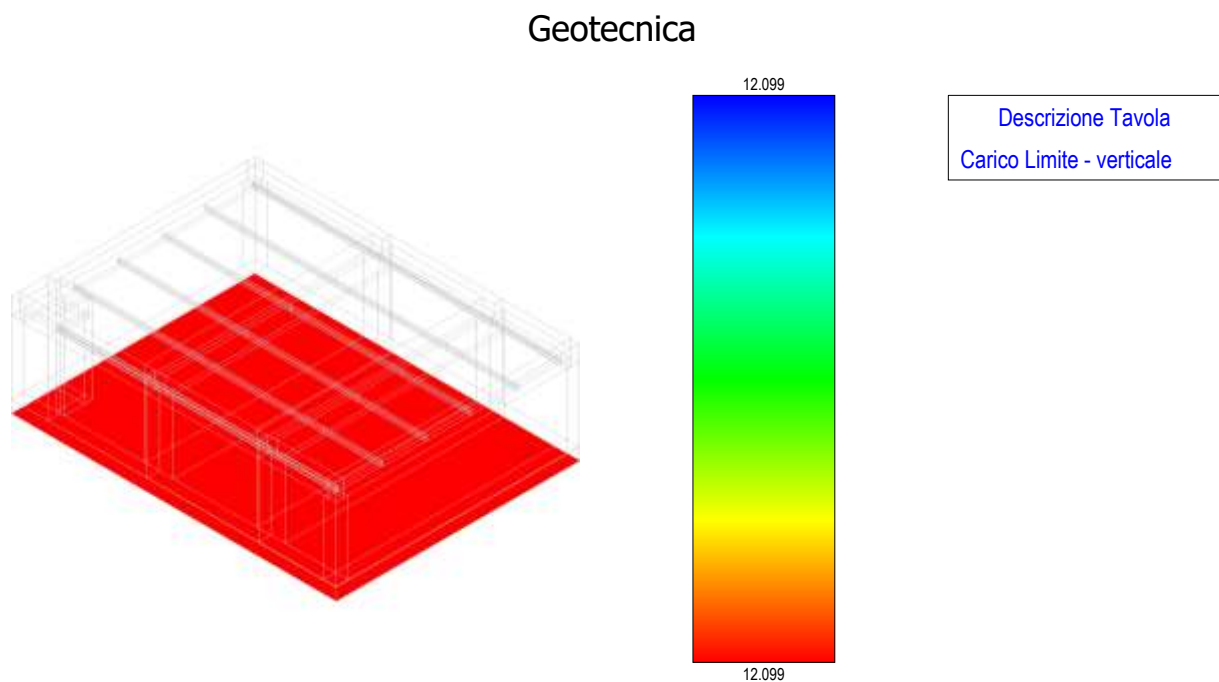 Geotecnica
12.099
Descrizione Tavola
Carico Limite - verticale
12.099